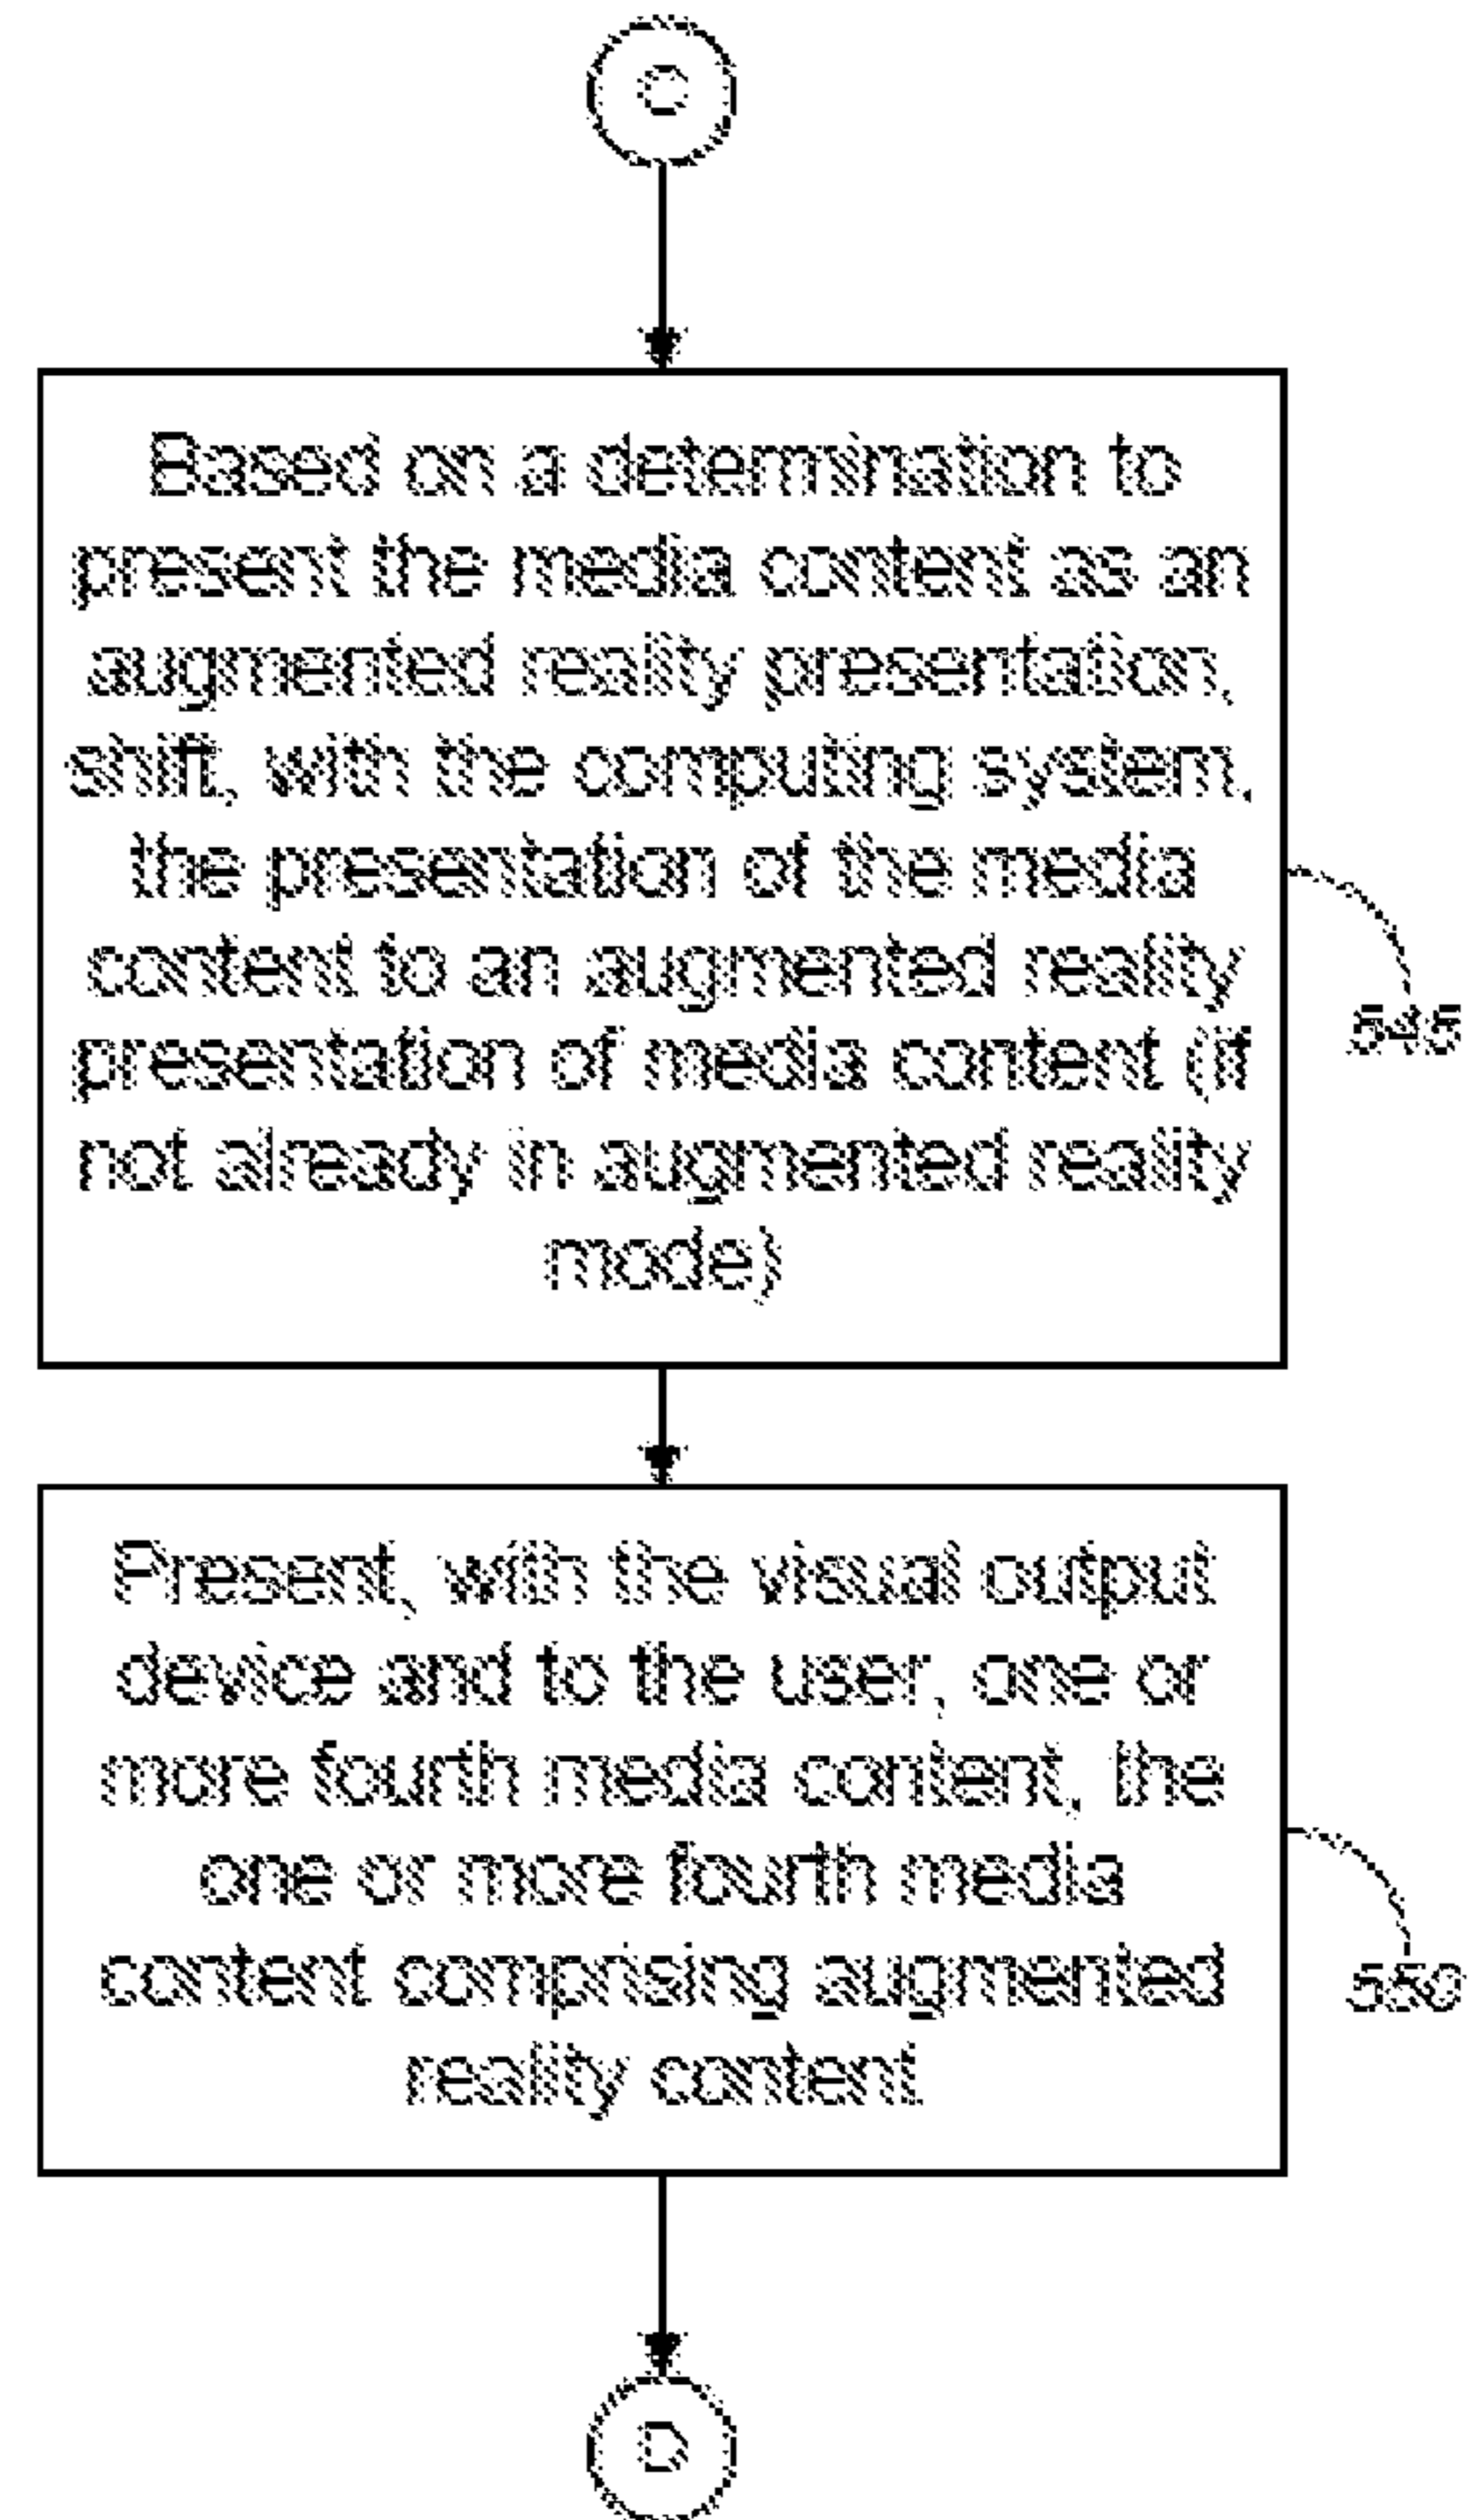 C
Based on a determination to
present the media content as an
augmented reality presentation,
shift, with the computing system,
the presentation of the media
content to an augmented reality
presentation of media content (if
not already in augmented reality
mode)
545
Present, with the visual output
device and to the user, one or
more fourth media content, the
one or more fourth media
content comprising augmented
reality content
550
D